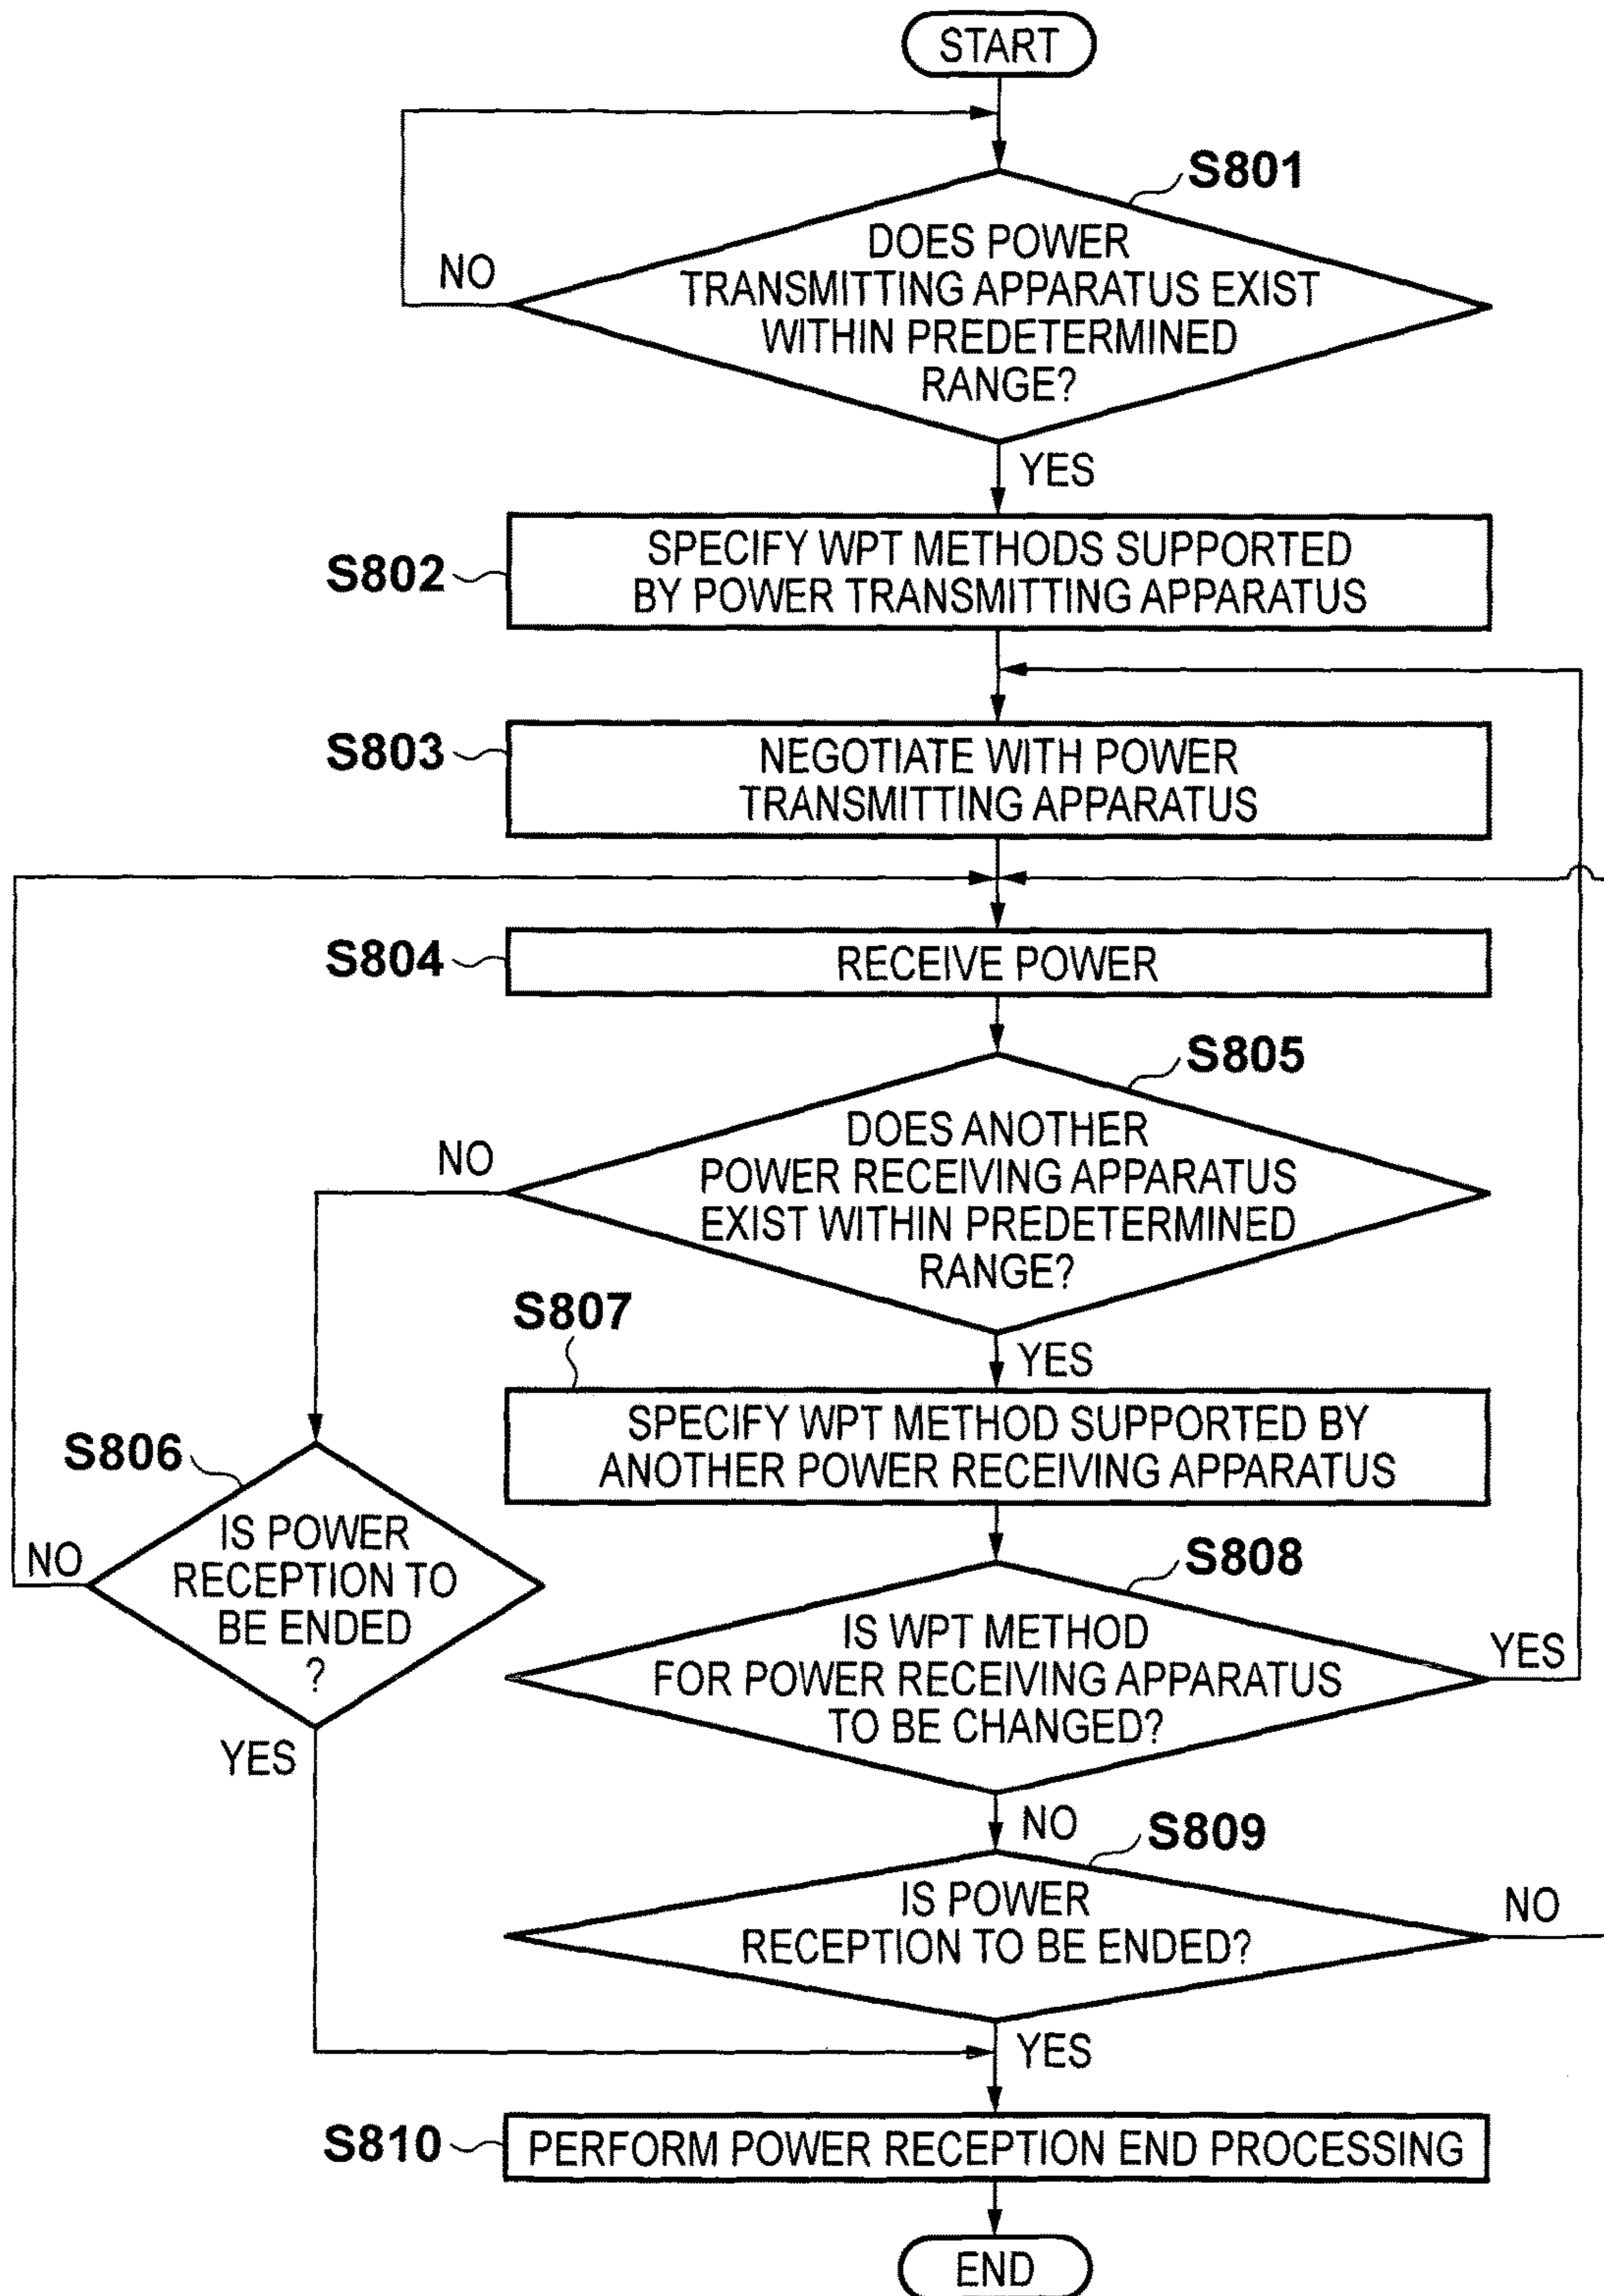 START
S801
DOES POWER
TRANSMITTING APPARATUS EXIST
WITHIN PREDETERMINED
RANGE?
NO
YES
S802
SPECIFY WPT METHODS SUPPORTED
BY POWER TRANSMITTING APPARATUS
S803
NEGOTIATE WITH POWER
TRANSMITTING APPARATUS
S804
RECEIVE POWER
S805
DOES ANOTHER
POWER RECEIVING APPARATUS
EXIST WITHIN PREDETERMINED
RANGE?
NO
YES
S807
SPECIFY WPT METHOD SUPPORTED BY
ANOTHER POWER RECEIVING APPARATUS
S806
IS POWER
RECEPTION TO
BE ENDED
?
NO
YES
S808
IS WPT METHOD
FOR POWER RECEIVING APPARATUS
TO BE CHANGED?
YES
NO
S809
IS POWER
RECEPTION TO BE ENDED?
NO
YES
S810
PERFORM POWER RECEPTION END PROCESSING
END